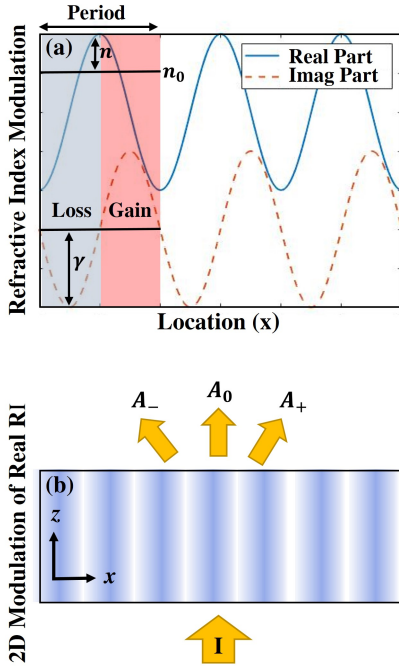 Period
(a)
n
n₀
Real Part
Imag Part
Loss
Gain
γ
Refractive Index Modulation
Location (x)
A₋
A₀
A₊
(b)
z
x
2D Modulation of Real RI
I